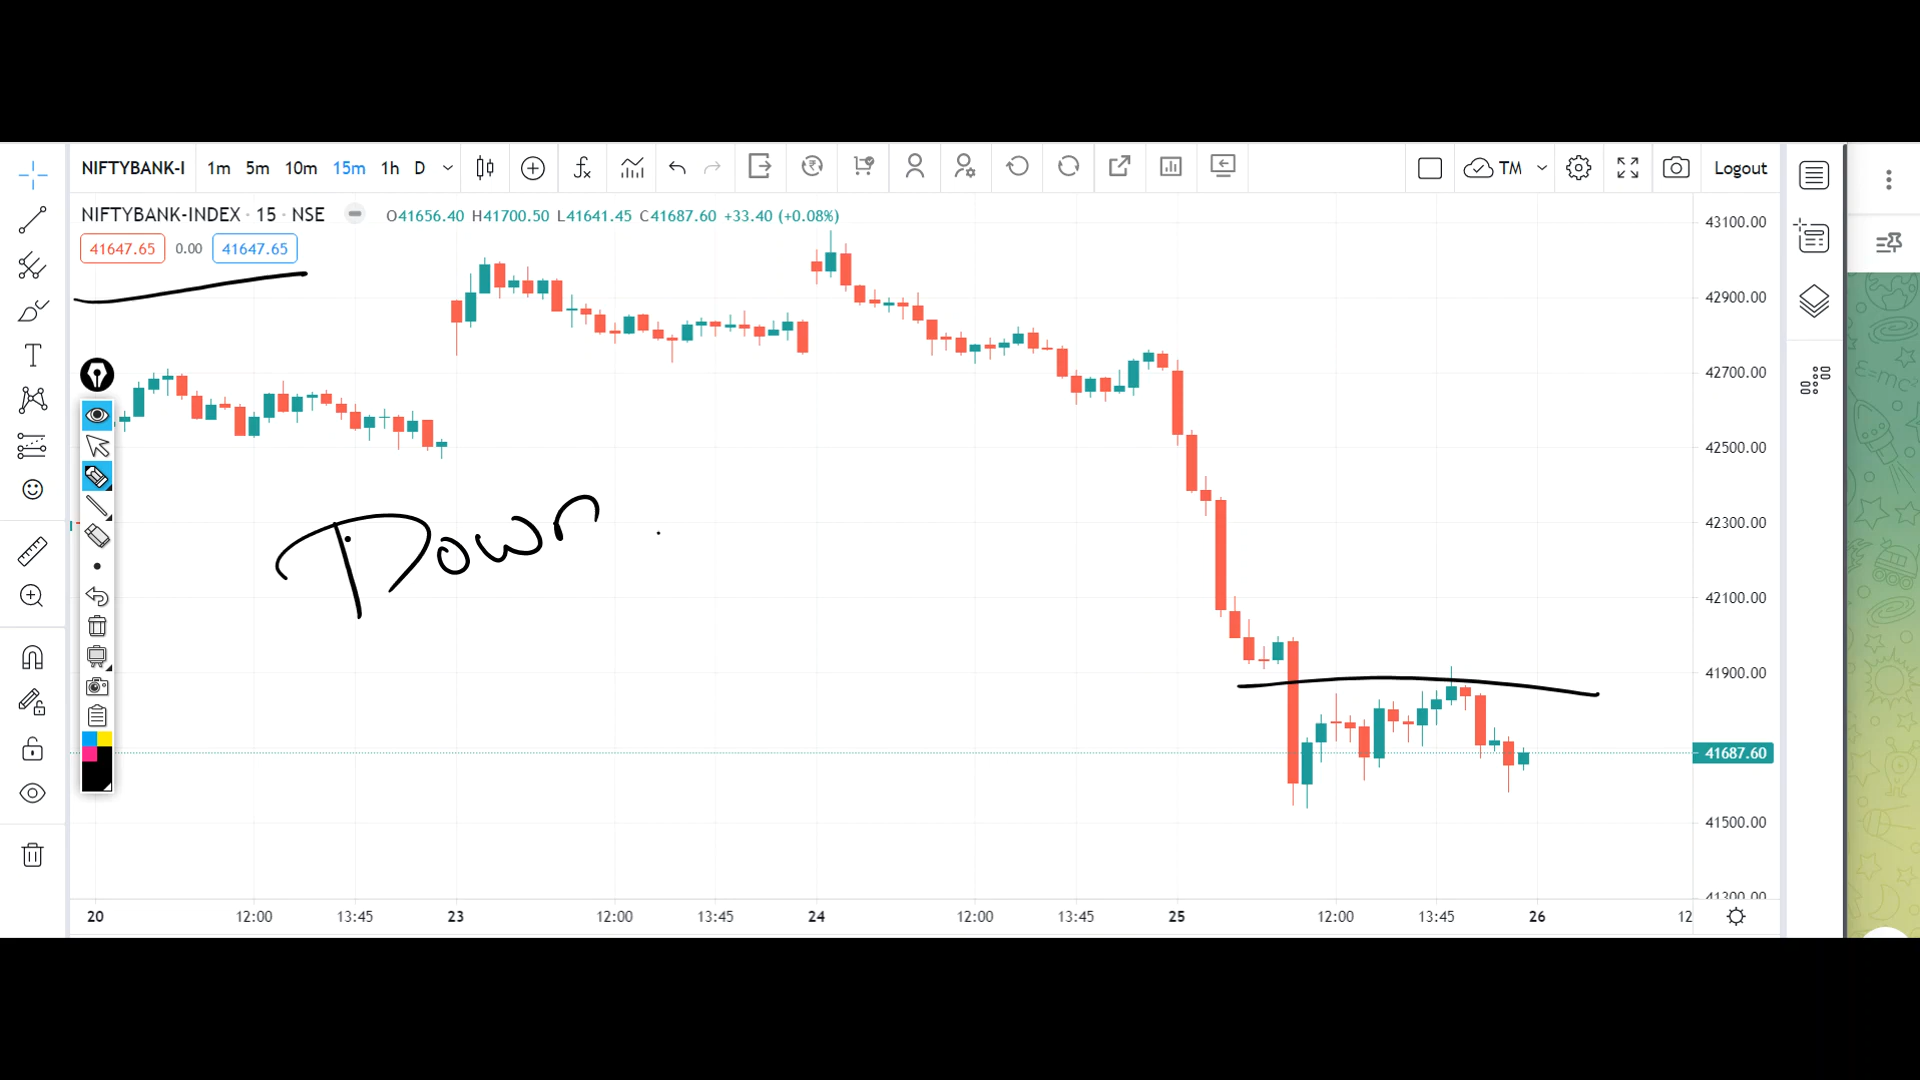 NIFTYBANK-I 1m 5m 10m 15m 1h D TM Logout
NIFTYBANK-INDEX · 15 · NSE O41656.40 H41700.50 L41641.45 C41687.60 +33.40 (+0.08%)
41647.65 0.00 41647.65
43100.00
42900.00
42700.00
42500.00
42300.00
Down
42100.00
41900.00
41687.60
41500.00
41300.00
20 12:00 13:45 23 12:00 13:45 24 12:00 13:45 25 12:00 13:45 26 12
E=mc²